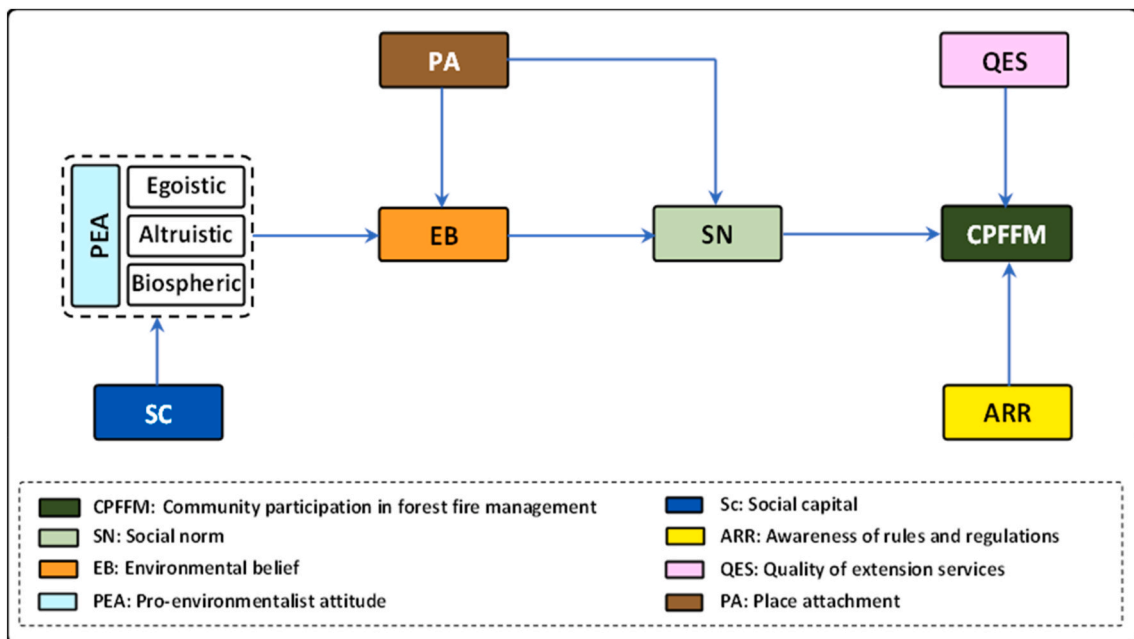 PA
QES
PEA
Egoistic
Altruistic
Biospheric
EB
SN
CPFFM
SC
ARR
CPFFM: Community participation in forest fire management
SN: Social norm
EB: Environmental belief
PEA: Pro-environmentalist attitude
Sc: Social capital
ARR: Awareness of rules and regulations
QES: Quality of extension services
PA: Place attachment